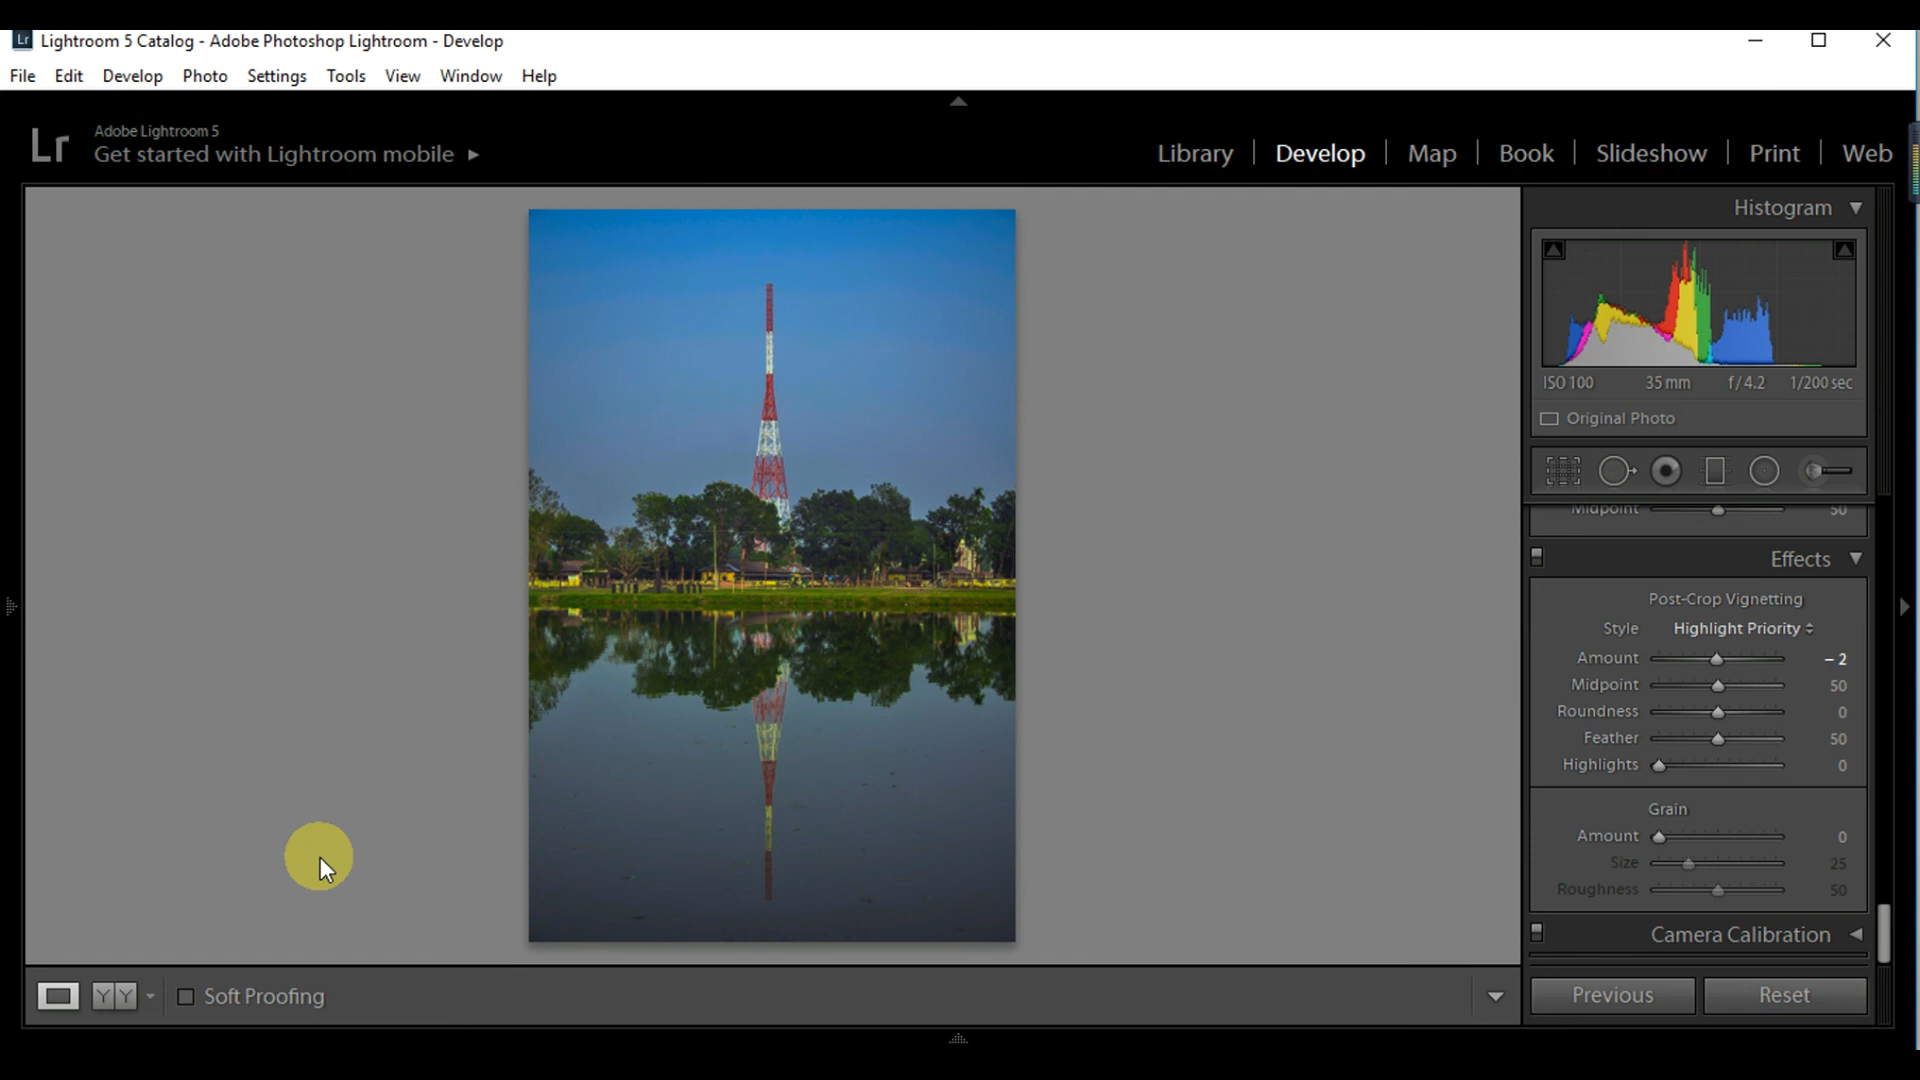 Lr Lightroom 5 Catalog - Adobe Photoshop Lightroom - Develop
File Edit Develop Photo Settings Tools View Window Help
Lr Adobe Lightroom 5
Get started with Lightroom mobile
Library Develop Map Book Slideshow Print Web
Histogram
ISO 100 35 mm f / 4.2 1/200 sec
Original Photo
Midpoint 50
Effects
Post-Crop Vignetting
Style Highlight Priority
Amount – 2
Midpoint 50
Roundness 0
Feather 50
Highlights 0
Grain
Amount 0
Size 25
Roughness 50
Camera Calibration
Y Y Soft Proofing
Previous Reset